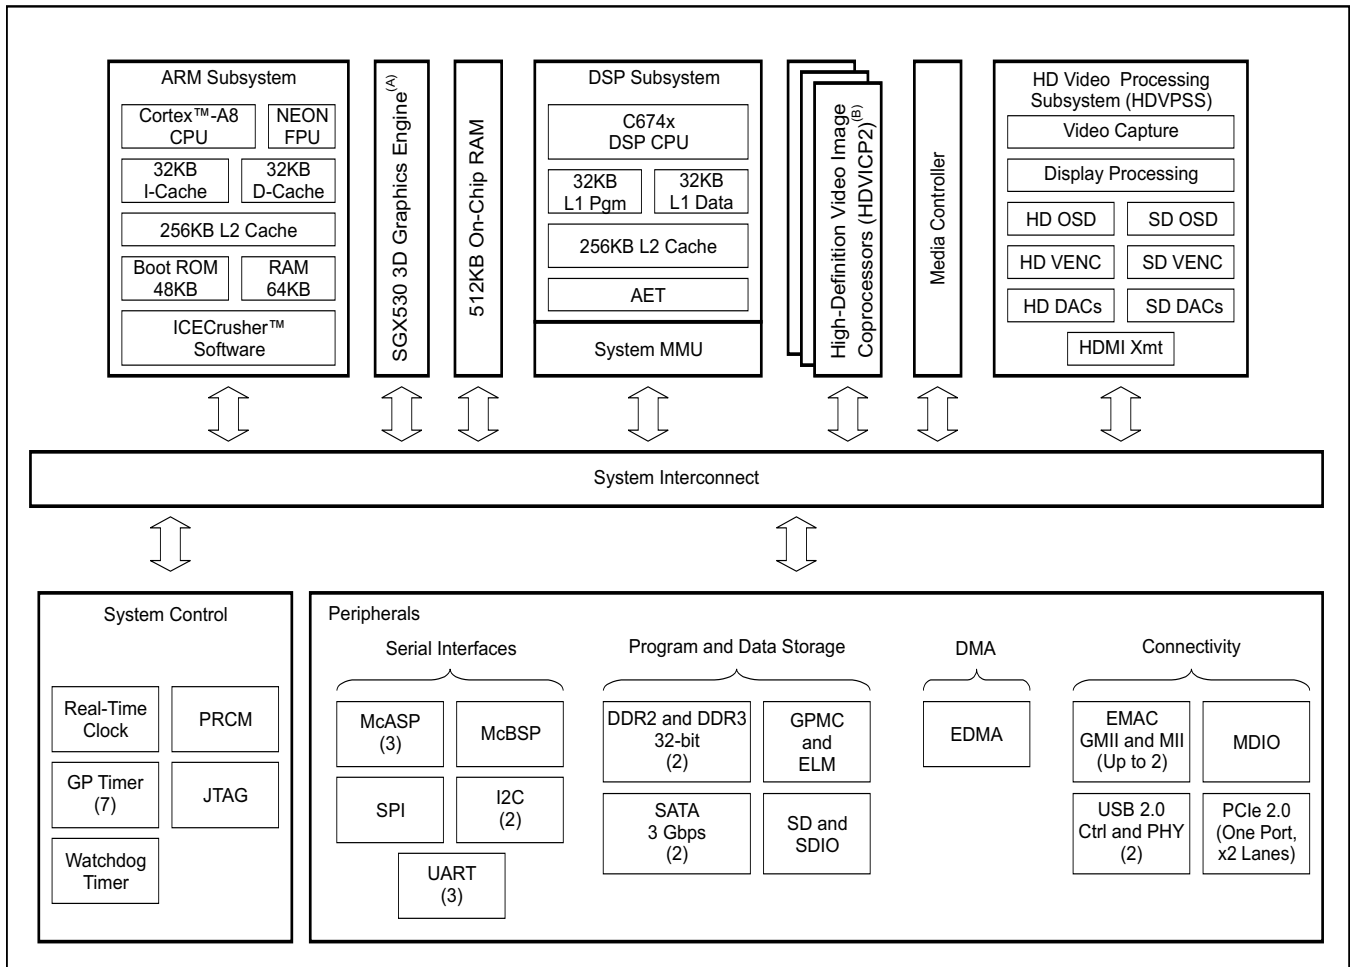 ARM Subsystem
Cortex™-A8
CPU
NEON
FPU
32KB
I-Cache
32KB
D-Cache
256KB L2 Cache
Boot ROM
48KB
RAM
64KB
ICECrusher™
Software
SGX530 3D Graphics Engine(A)
512KB On-Chip RAM
DSP Subsystem
C674x
DSP CPU
32KB
L1 Pgm
32KB
L1 Data
256KB L2 Cache
AET
System MMU
High-Definition Video Image
Coprocessors (HDVICP2)(B)
Media Controller
HD Video Processing
Subsystem (HDVPSS)
Video Capture
Display Processing
HD OSD
SD OSD
HD VENC
SD VENC
HD DACs
SD DACs
HDMI Xmt
System Interconnect
System Control
Real-Time
Clock
PRCM
GP Timer
(7)
JTAG
Watchdog
Timer
Peripherals
Serial Interfaces
McASP
(3)
McBSP
SPI
I2C
(2)
UART
(3)
Program and Data Storage
DDR2 and DDR3
32-bit
(2)
GPMC
and
ELM
SATA
3 Gbps
(2)
SD and
SDIO
DMA
EDMA
Connectivity
EMAC
GMII and MII
(Up to 2)
MDIO
USB 2.0
Ctrl and PHY
(2)
PCIe 2.0
(One Port,
x2 Lanes)